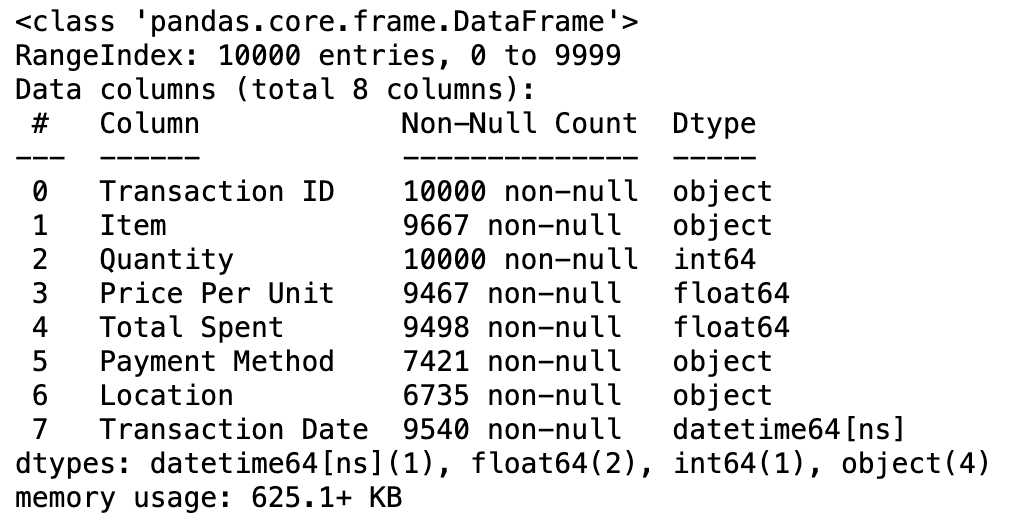 <class 'pandas.core.frame.DataFrame'>
RangeIndex: 10000 entries, 0 to 9999
Data columns (total 8 columns):
 #   Column            Non-Null Count  Dtype
---  ------            --------------  -----
 0   Transaction ID    10000 non-null  object
 1   Item              9667 non-null   object
 2   Quantity          10000 non-null  int64
 3   Price Per Unit    9467 non-null   float64
 4   Total Spent       9498 non-null   float64
 5   Payment Method    7421 non-null   object
 6   Location          6735 non-null   object
 7   Transaction Date  9540 non-null   datetime64[ns]
dtypes: datetime64[ns](1), float64(2), int64(1), object(4)
memory usage: 625.1+ KB